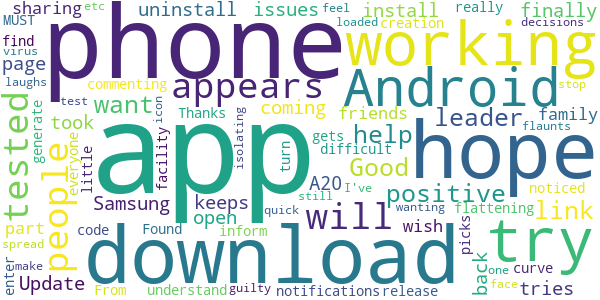 sharing etc uninstall issues feel install really finally
MUST find virus phone loaded creation decisions
page laughs commenting appears working
tested generate want coming Android
took Thanks friends leader family
people everyone test icon app gets help hope flaunts
little facility isolating turn difficult Good stop
Samsung A20 I've positive noticed
keeps open will still wanting flattening link
part code quick wish picks back try
spread enter make Update Found download inform curve one face tries
From understand guilty notifications release